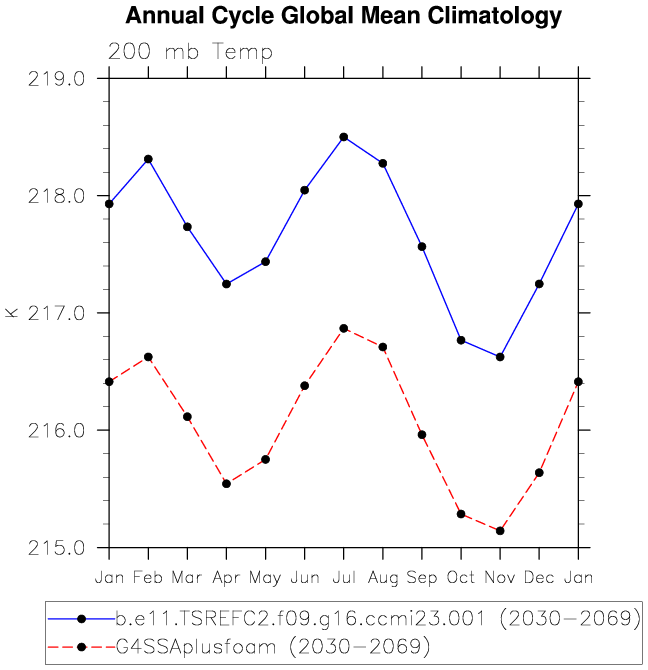 Annual Cycle Global Mean Climatology
200 mb Temp
219.0
218.0
K
217.0
216.0
215.0
Jan Feb Mar Apr May Jun Jul Aug Sep Oct Nov Dec Jan
b.e11.TSREFC2.f09.g16.ccmi23.001 (2030-2069)
G4SSAplusfoam (2030-2069)